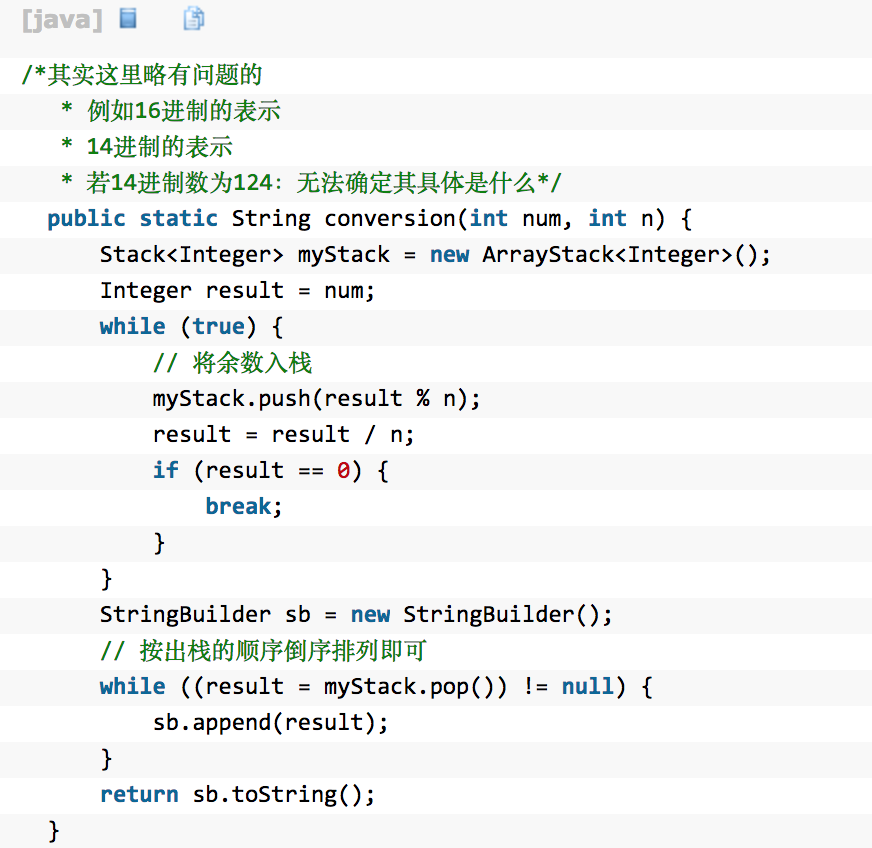 [java]
/*其实这里略有问题的
 * 例如16进制的表示
 * 14进制的表示
 * 若14进制数为124：无法确定其具体是什么*/
public static String conversion(int num, int n) {
    Stack<Integer> myStack = new ArrayStack<Integer>();
    Integer result = num;
    while (true) {
        // 将余数入栈
        myStack.push(result % n);
        result = result / n;
        if (result == 0) {
            break;
        }
    }
    StringBuilder sb = new StringBuilder();
    // 按出栈的顺序倒序排列即可
    while ((result = myStack.pop()) != null) {
        sb.append(result);
    }
    return sb.toString();
}